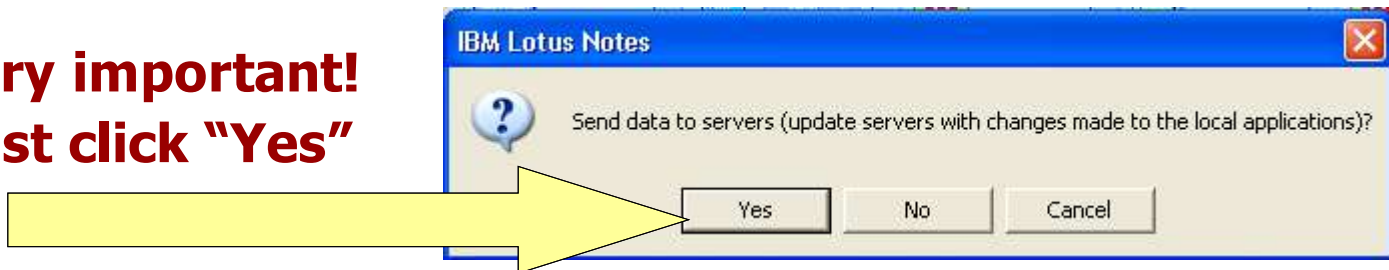 ry important!
st click “Yes”
IBM Lotus Notes
Send data to servers (update servers with changes made to the local applications)?
Yes No Cancel